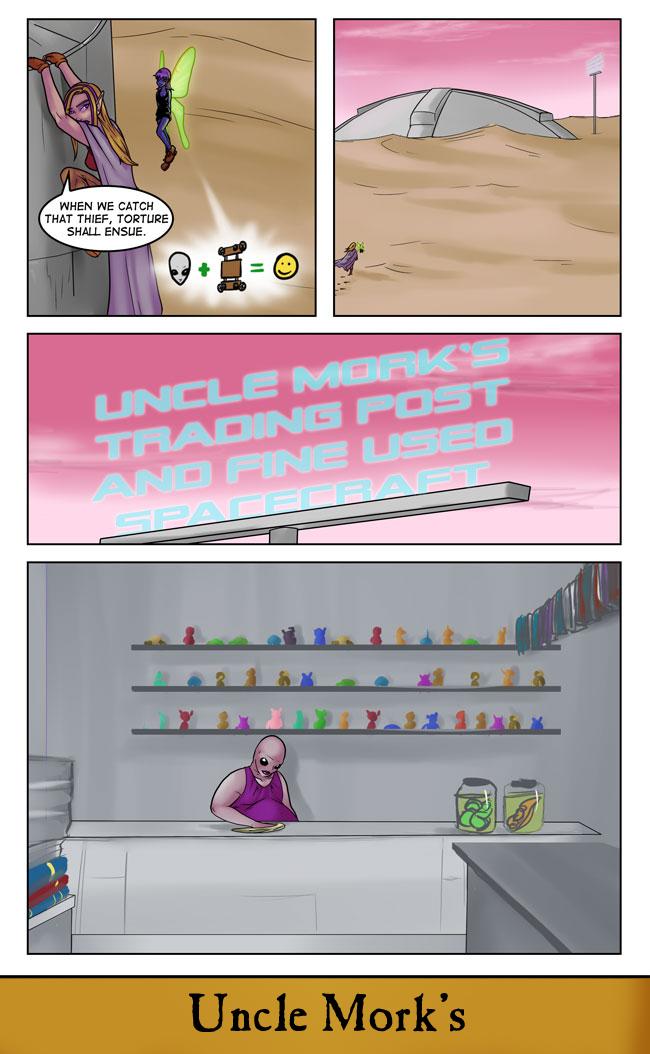 WHEN WE CATCH
THAT THIEF, TORTURE
SHALL ENSUE.
+ =
UNCLE MORK'S
TRADING POST
AND FINE USED
SPACECRAFT
Uncle Mork's